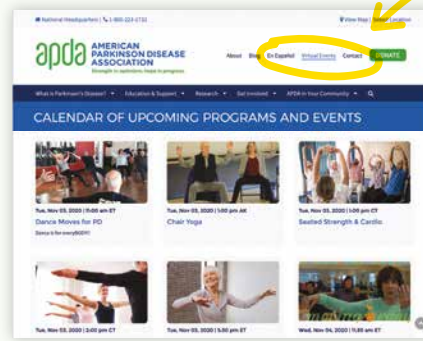 National Headquarters | 1-800-223-2732
View Map | Select Location
apda AMERICAN
PARKINSON DISEASE
ASSOCIATION
Strength in optimism. Hope in progress.
About Blog En Español Virtual Events Contact DONATE
What is Parkinson's Disease? Education & Support Research Get Involved APDA in Your Community
CALENDAR OF UPCOMING PROGRAMS AND EVENTS
Tue, Nov 03, 2020 | 11:00 am ET
Dance Moves for PD
Dance is for everyBODY!
Tue, Nov 03, 2020 | 1:00 pm
Chair Yoga
Tue, Nov 03, 2020 | 1:00 pm CT
Seated Strength & Cardio
Tue, Nov 03, 2020 | 2:00 pm CT
Tue, Nov 03, 2020 | 5:30 pm ET
Wed, Nov 04, 2020 | 11:30 am ET